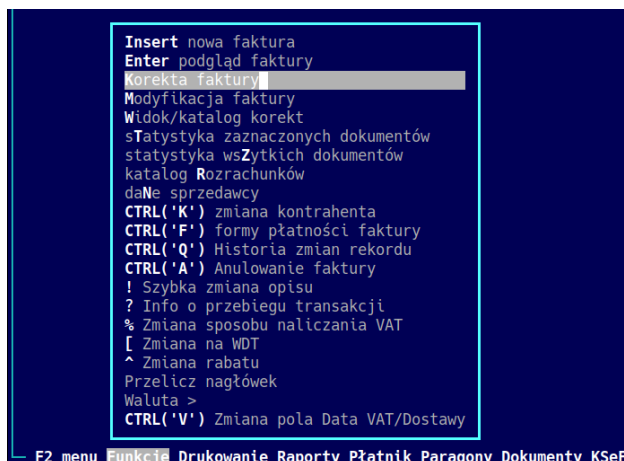 Insert nowa faktura
Enter podgląd faktury
Korekta faktury
Modyfikacja faktury
Widok/katalog korekt
sTatystyka zaznaczonych dokumentów
statystyka wsZytkich dokumentów
katalog Rozrachunków
daNe sprzedawcy
CTRL('K') zmiana kontrahenta
CTRL('F') formy płatności faktury
CTRL('Q') Historia zmian rekordu
CTRL('A') Anulowanie faktury
! Szybka zmiana opisu
? Info o przebiegu transakcji
% Zmiana sposobu naliczania VAT
[ Zmiana na WDT
^ Zmiana rabatu
Przelicz nagłówek
Waluta >
CTRL('V') Zmiana pola Data VAT/Dostawy
F2 menu Funkcje Drukowanie Raporty Płatnik Paragony Dokumenty KSeF